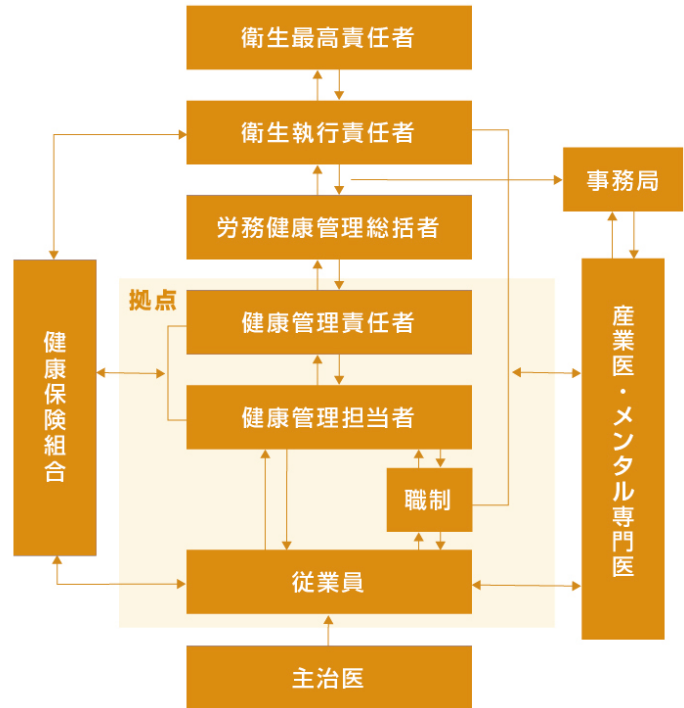 衛生最高責任者
衛生執行責任者
事務局
労務健康管理総括者
拠点
健康管理責任者
健康保険組合
産業医・メンタル専門医
健康管理担当者
職制
従業員
主治医